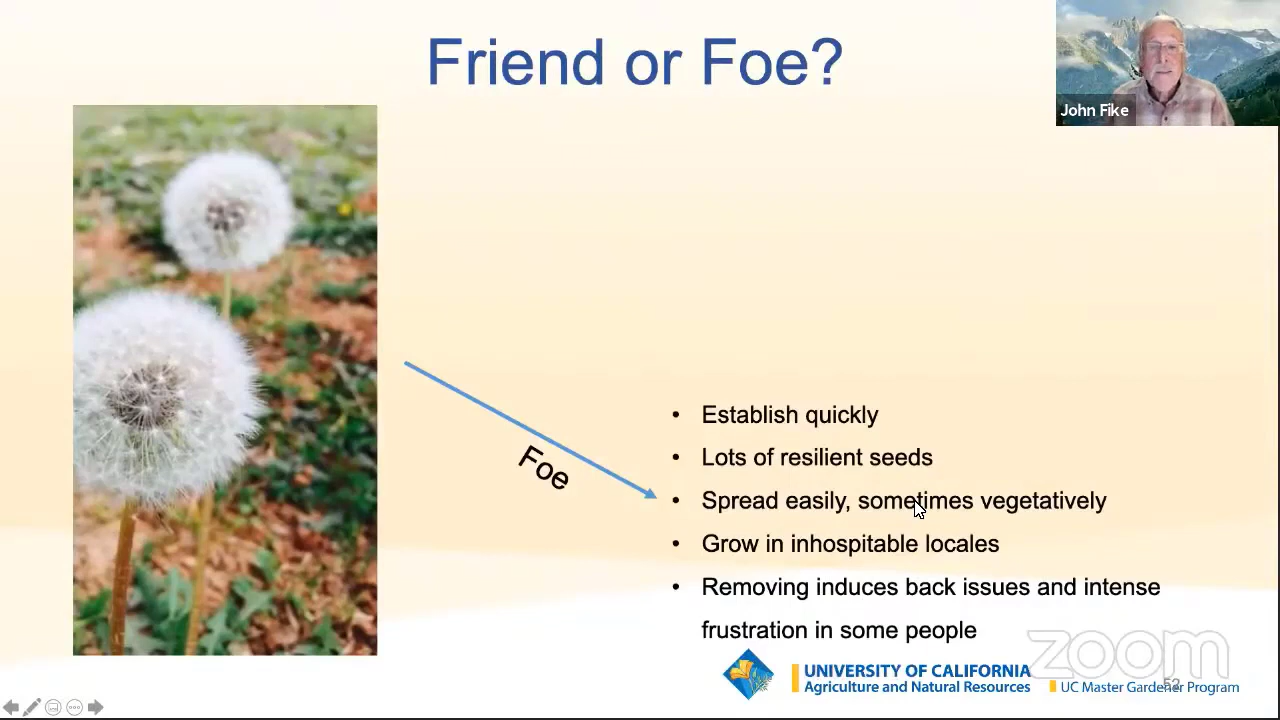 Friend or Foe?
John Fike
Foe
• Establish quickly
• Lots of resilient seeds
• Spread easily, sometimes vegetatively
• Grow in inhospitable locales
• Removing induces back issues and intense
frustration in some people
zoom
UNIVERSITY OF CALIFORNIA
Agriculture and Natural Resources
52
UC Master Gardener Program